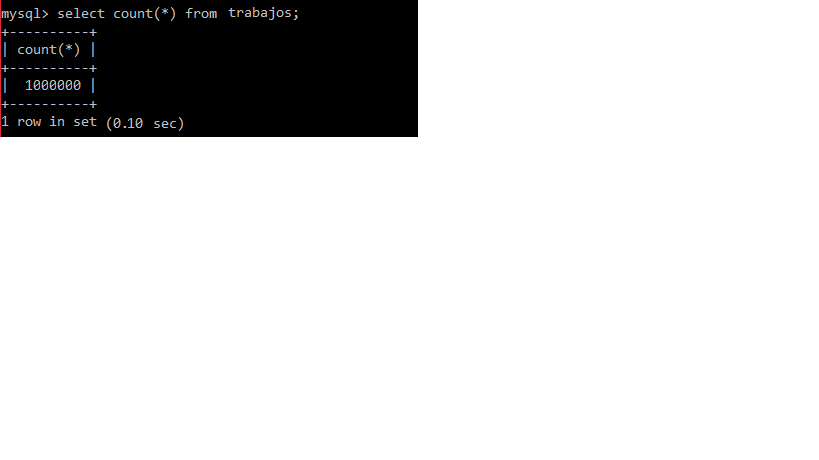 mysql> select count(*) from trabajos;
+----------+
| count(*) |
+----------+
|  1000000 |
+----------+
1 row in set (0.10 sec)